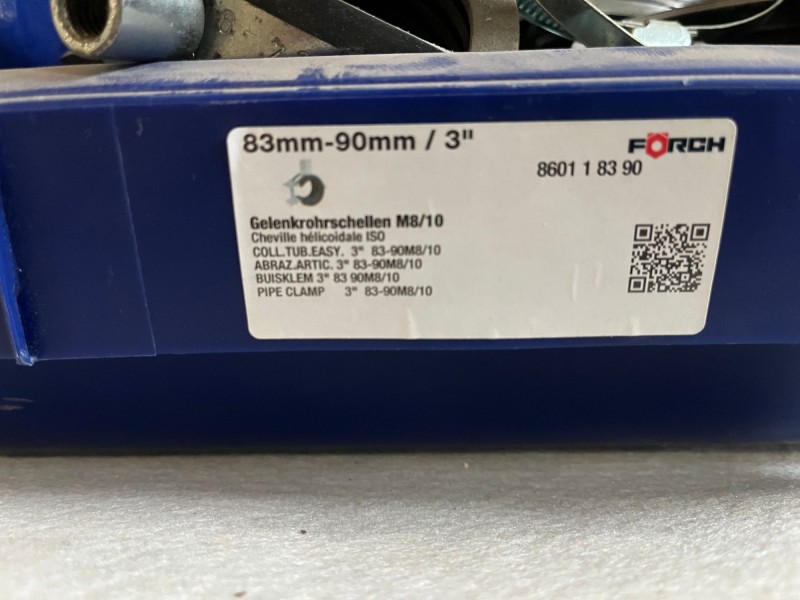 83mm-90mm / 3"
FÖRCH
8601 1 83 90
Gelenkrohrschellen M8/10
Cheville hélicoidale ISO
COLL.TUB.EASY. 3" 83-90M8/10
ABRAZ.ARTIC. 3" 83-90M8/10
BUISKLEM 3" 83 90M8/10
PIPE CLAMP 3" 83-90M8/10